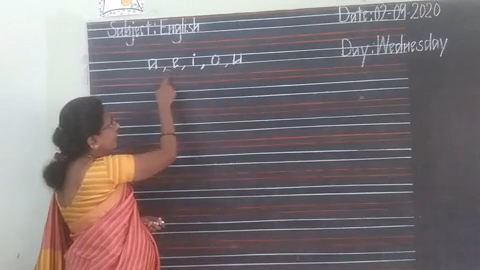 Subject: English
Date:02-09-2020
Day:Wednesday
a, e, i, o, u